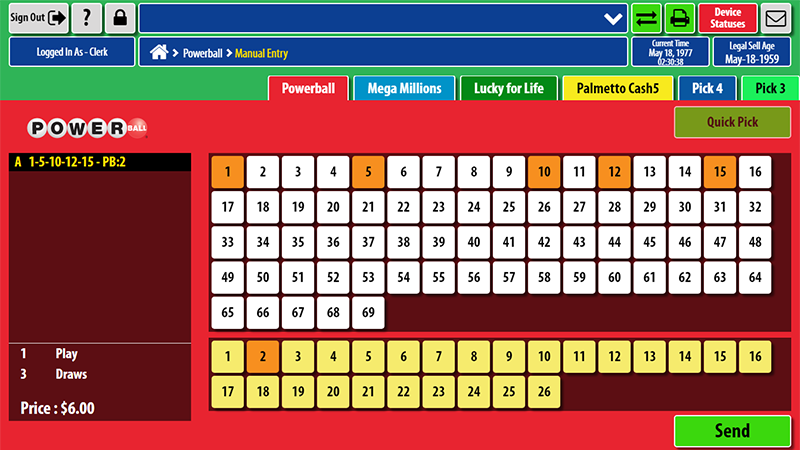 Sign Out ?
Device Statuses
Logged In As - Clerk
Powerball Manual Entry
Current Time
May 18, 1977
02:30:38
Legal Sell Age
May-18-1959
Powerball Mega Millions Lucky for Life Palmetto Cash5 Pick 4 Pick 3
POWERBALL
Quick Pick
A 1-5-10-12-15 - PB:2
1 2 3 4 5 6 7 8 9 10 11 12 13 14 15 16
17 18 19 20 21 22 23 24 25 26 27 28 29 30 31 32
33 34 35 36 37 38 39 40 41 42 43 44 45 46 47 48
49 50 51 52 53 54 55 56 57 58 59 60 61 62 63 64
65 66 67 68 69
1 Play
3 Draws
Price : $6.00
1 2 3 4 5 6 7 8 9 10 11 12 13 14 15 16
17 18 19 20 21 22 23 24 25 26
Send